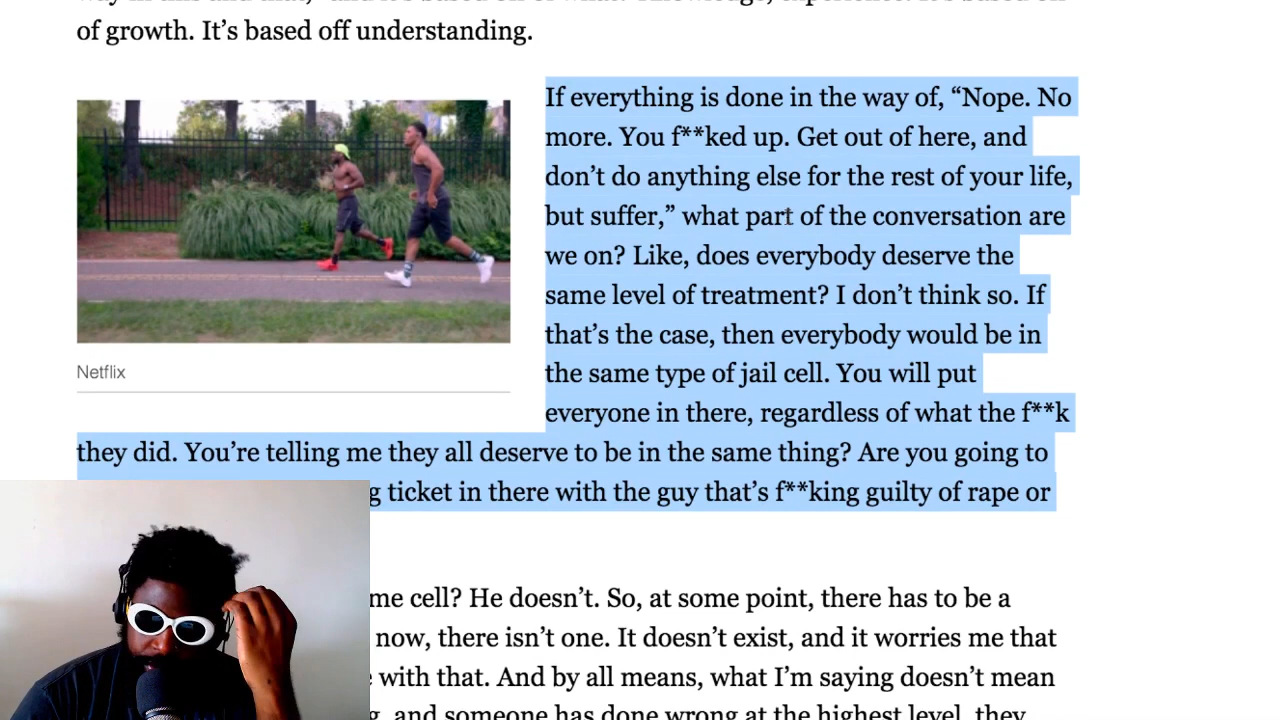 of growth. It’s based off understanding.
If everything is done in the way of, “Nope. No
more. You f**ked up. Get out of here, and
don’t do anything else for the rest of your life,
but suffer,” what part of the conversation are
we on? Like, does everybody deserve the
same level of treatment? I don’t think so. If
that’s the case, then everybody would be in
the same type of jail cell. You will put
everyone in there, regardless of what the f**k
Netflix
they did. You’re telling me they all deserve to be in the same thing? Are you going to
ticket in there with the guy that’s f**king guilty of rape or
cell? He doesn’t. So, at some point, there has to be a
now, there isn’t one. It doesn’t exist, and it worries me that
with that. And by all means, what I’m saying doesn’t mean
and someone has done wrong at the highest level, they